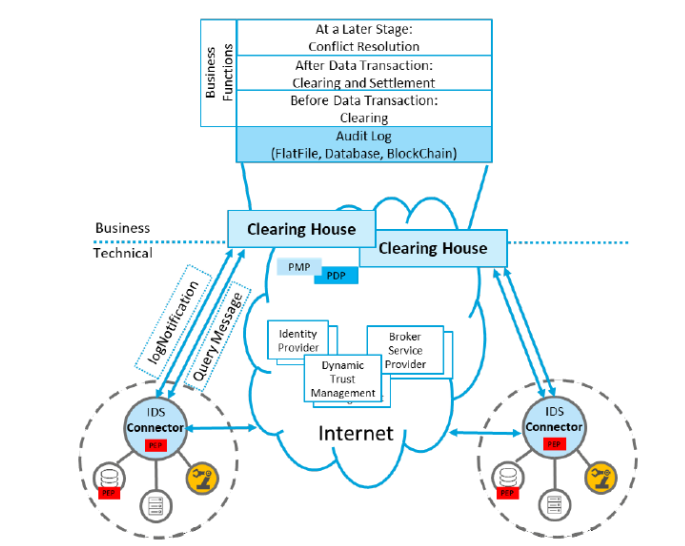 Business
Functions
At a Later Stage:
Conflict Resolution
After Data Transaction:
Clearing and Settlement
Before Data Transaction:
Clearing
Audit Log
(FlatFile, Database, BlockChain)
Business
Technical
Clearing House
Clearing House
PMP
PDP
logNotification
Query Message
Identity
Provider
Broker
Service
Provider
Dynamic
Trust
Management
Internet
IDS
Connector
PEP
PEP
IDS
Connector
PEP
PEP